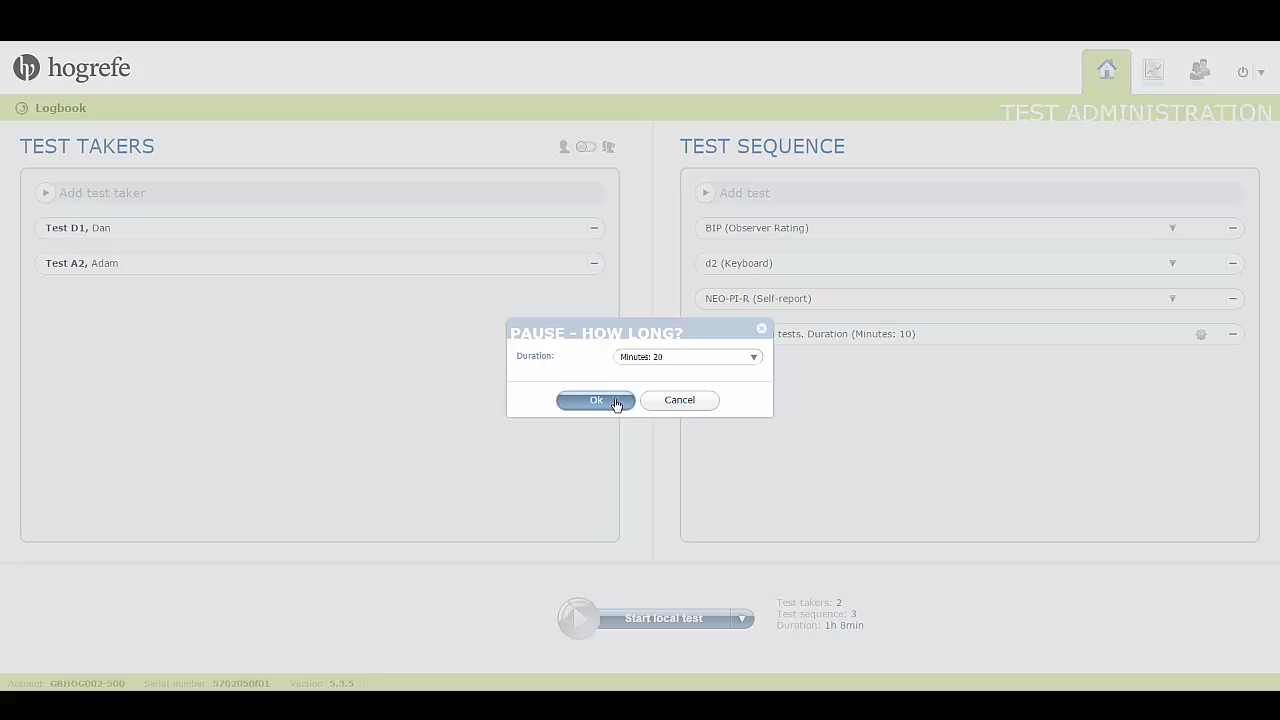 hogrefe
Logbook
TEST ADMINISTRATION
TEST TAKERS
Add test taker
Test D1, Dan
Test A2, Adam
TEST SEQUENCE
Add test
BIP (Observer Rating)
d2 (Keyboard)
NEO-PI-R (Self-report)
tests. Duration (Minutes: 10)
PAUSE - HOW LONG?
Duration:
Minutes: 20
Ok
Cancel
Start local test
Test takers: 2
Test sequence: 3
Duration: 1h 8min
Account: GBHOG002-500 Serial number 5702050f01 Version 5.3.5